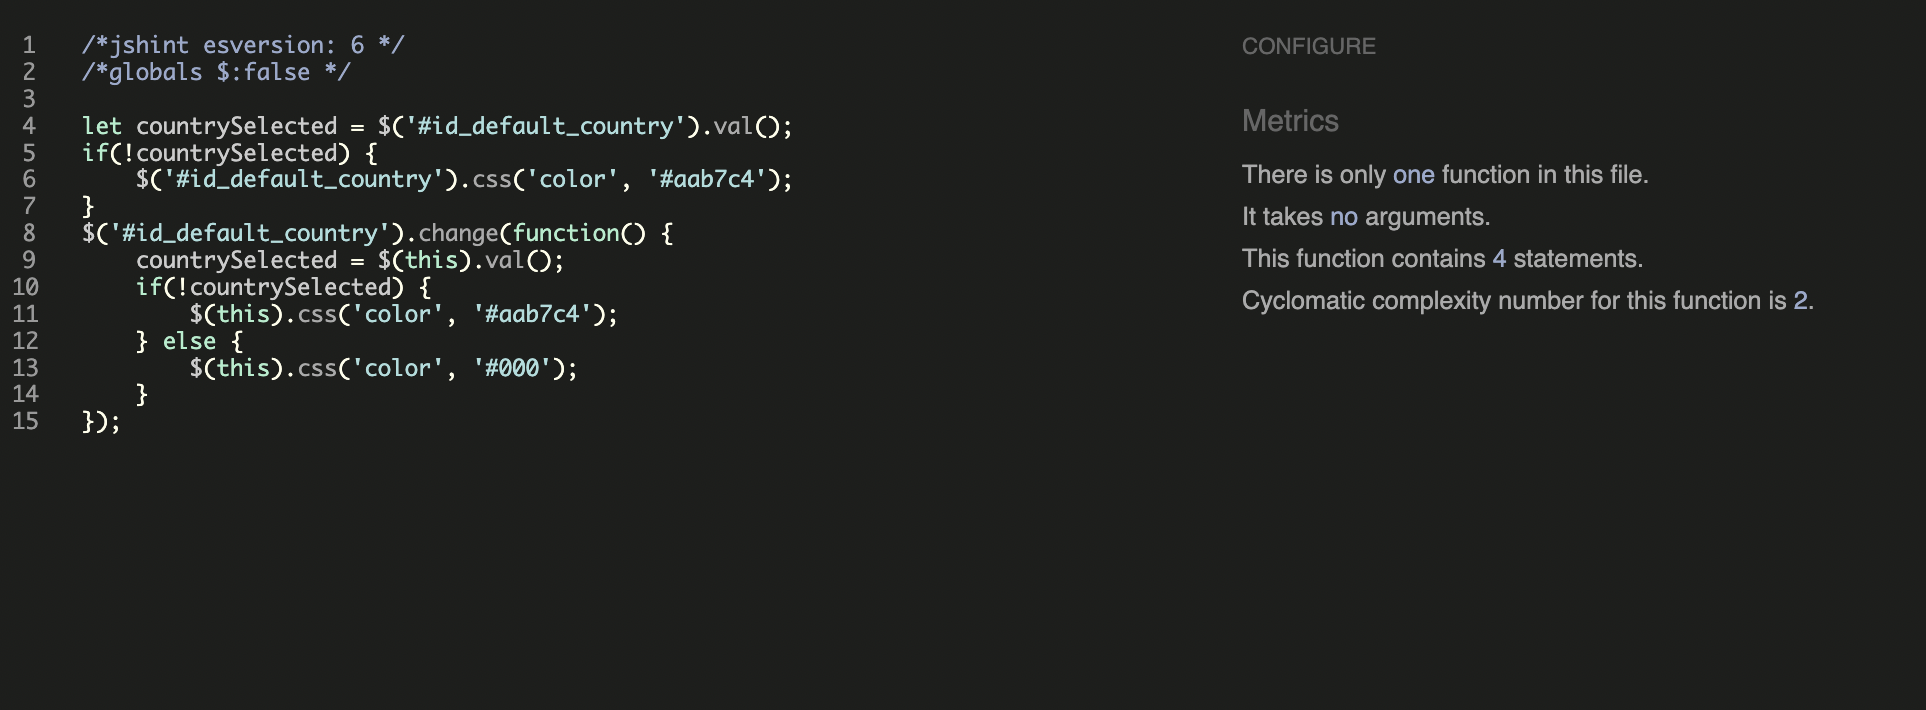 1 /*jshint esversion: 6 */
2 /*globals $:false */
3
4 let countrySelected = $('#id_default_country').val();
5 if(!countrySelected) {
6     $('#id_default_country').css('color', '#aab7c4');
7 }
8 $('#id_default_country').change(function() {
9     countrySelected = $(this).val();
10     if(!countrySelected) {
11         $(this).css('color', '#aab7c4');
12     } else {
13         $(this).css('color', '#000');
14     }
15 });
CONFIGURE
Metrics
There is only one function in this file.
It takes no arguments.
This function contains 4 statements.
Cyclomatic complexity number for this function is 2.